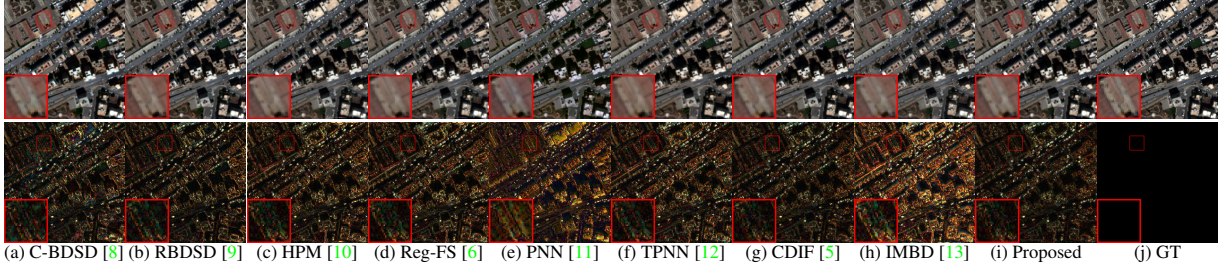 (a) C-BDSD [8] (b) RBDSD [9] (c) HPM [10] (d) Reg-FS [6] (e) PNN [11] (f) TPNN [12] (g) CDIF [5] (h) IMBD [13] (i) Proposed (j) GT